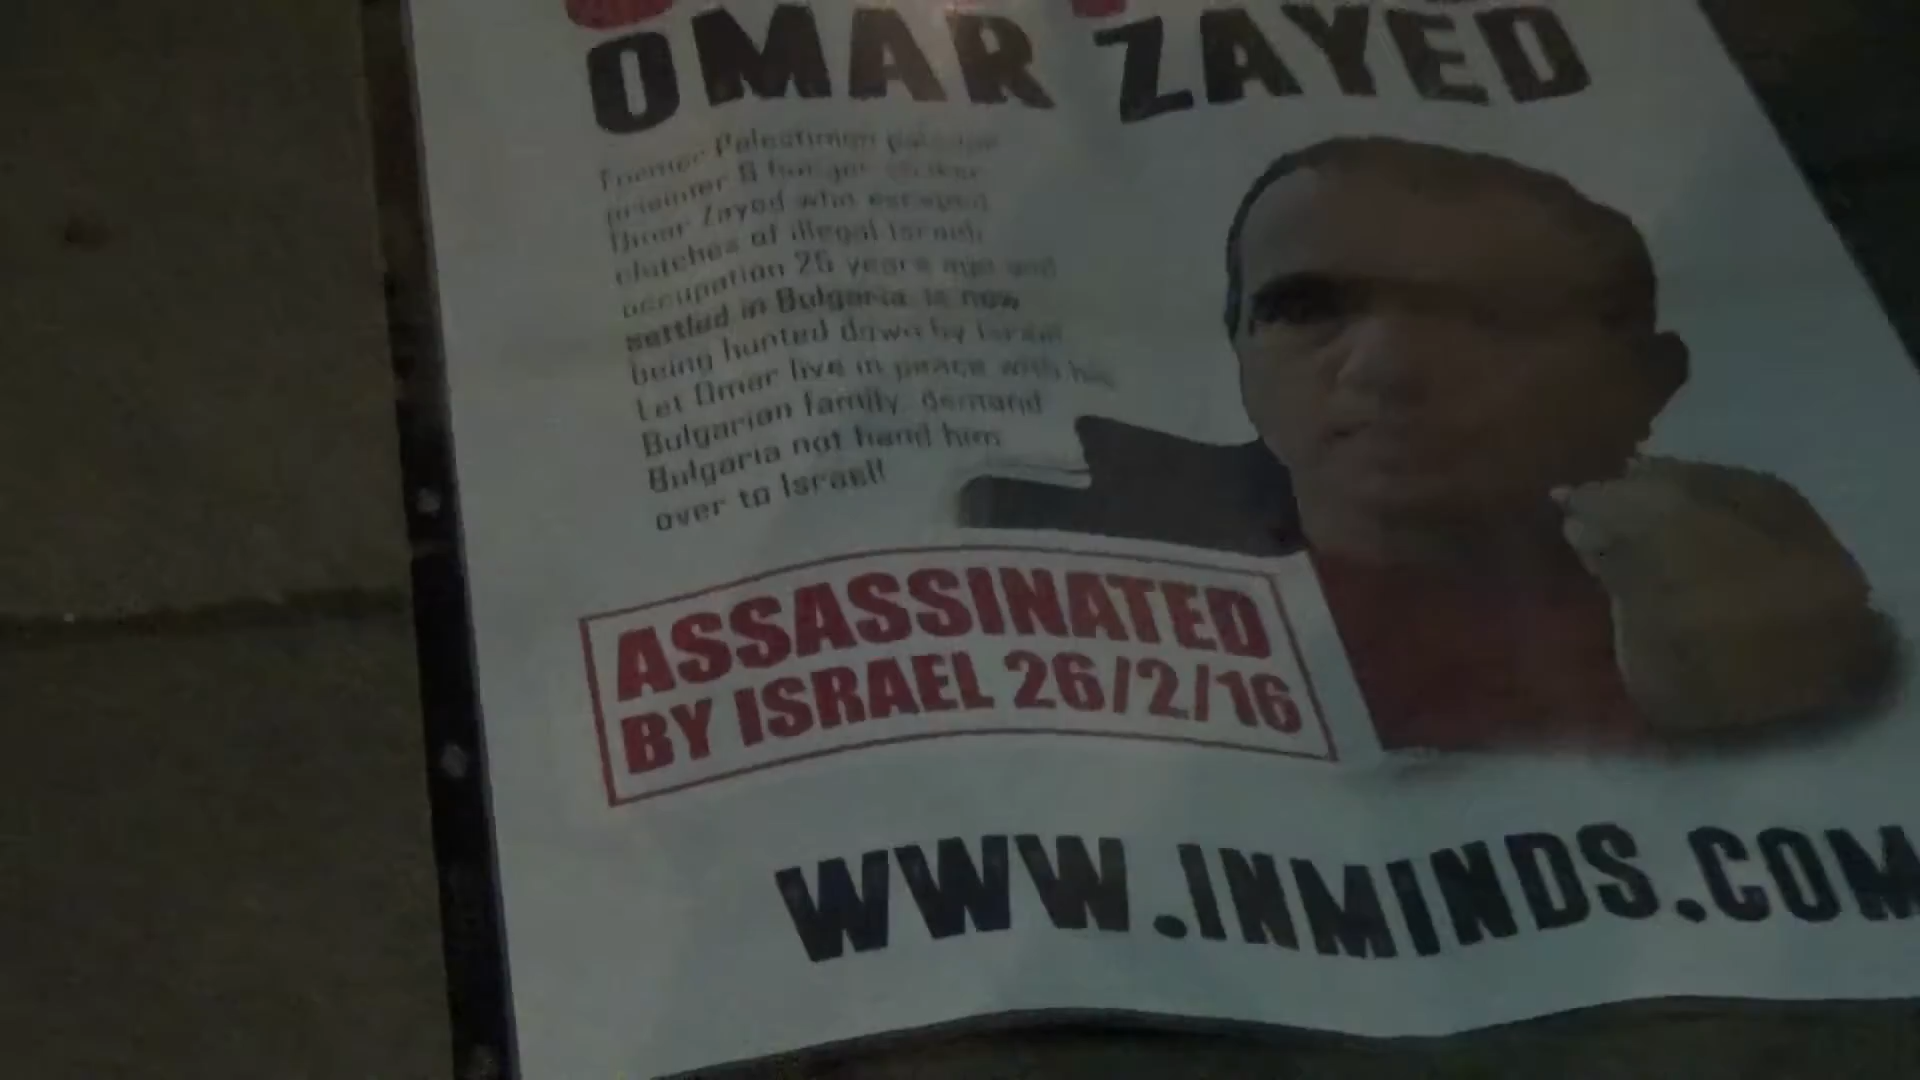 OMAR ZAYED
Former Palestinian
prisoner & hunger striker
Omar Zayed who escaped
clutches of illegal Israeli
occupation 26 years ago and
settled in Bulgaria, is now
being hunted down by Israel
Let Omar live in peace with his
Bulgarian family, demand
Bulgaria not hand him
over to Israel!
ASSASSINATED
BY ISRAEL 26/2/16
WWW.INMINDS.COM